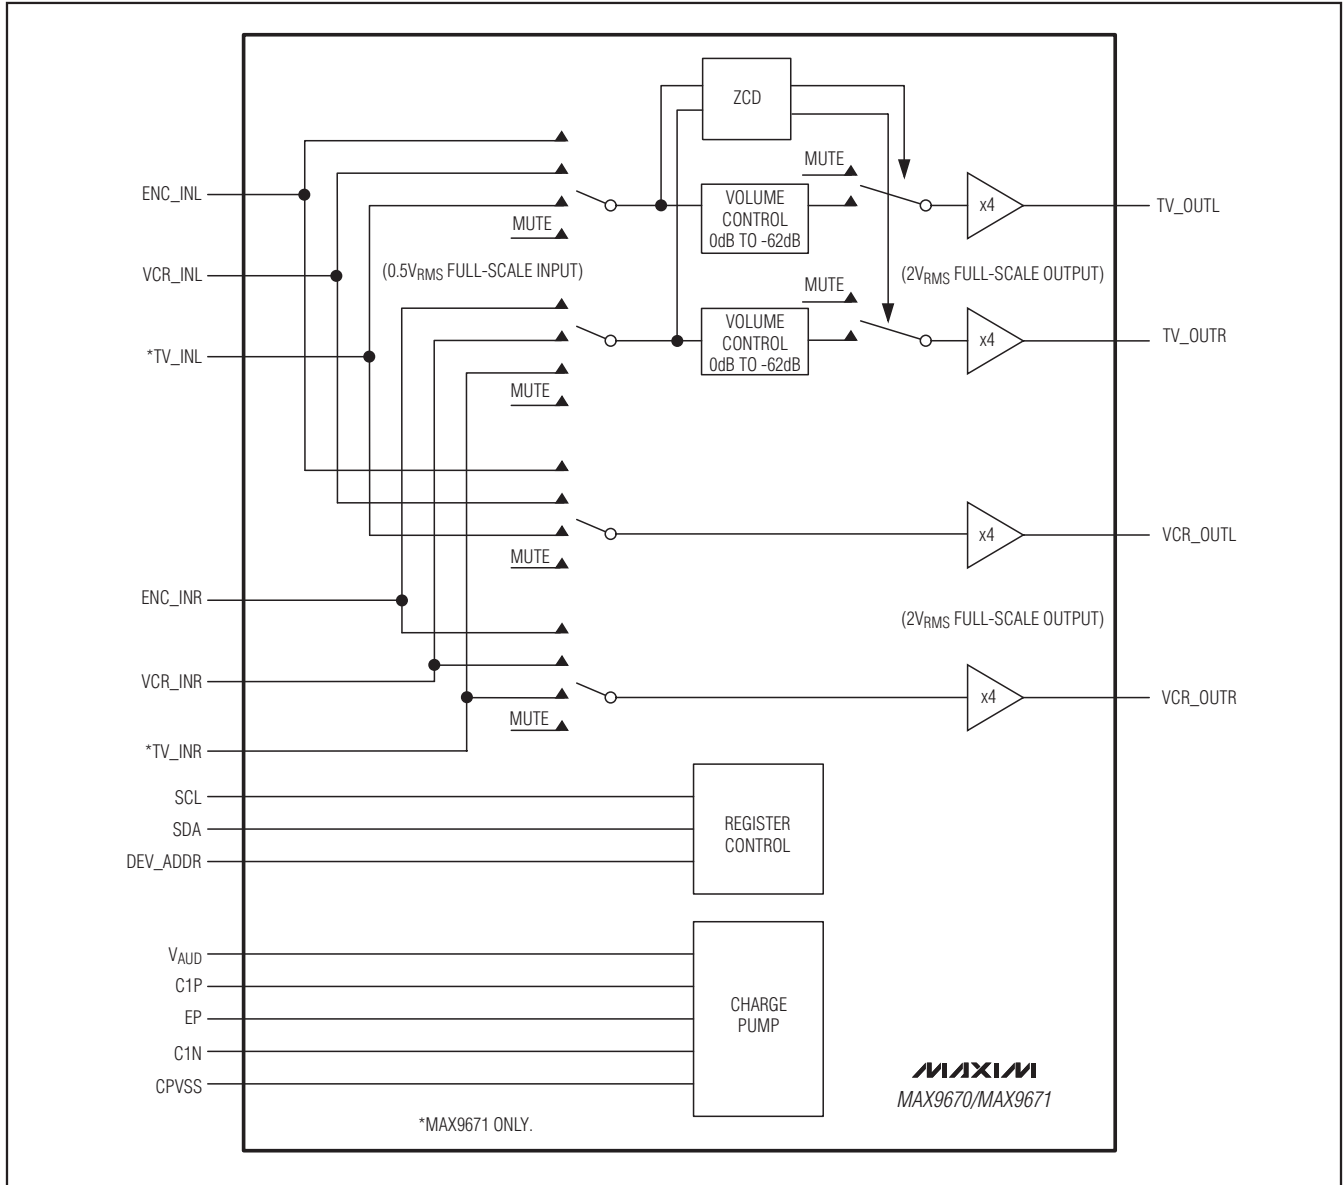 ZCD
MUTE
ENC_INL
VOLUME
CONTROL
0dB TO -62dB
x4
TV_OUTL
MUTE
VCR_INL
(0.5VRMS FULL-SCALE INPUT)
(2VRMS FULL-SCALE OUTPUT)
MUTE
*TV_INL
VOLUME
CONTROL
0dB TO -62dB
x4
TV_OUTR
MUTE
x4
VCR_OUTL
MUTE
ENC_INR
(2VRMS FULL-SCALE OUTPUT)
VCR_INR
x4
VCR_OUTR
MUTE
*TV_INR
SCL
SDA
DEV_ADDR
REGISTER
CONTROL
VAUD
C1P
EP
C1N
CPVSS
CHARGE
PUMP
MAXIM
MAX9670/MAX9671
*MAX9671 ONLY.